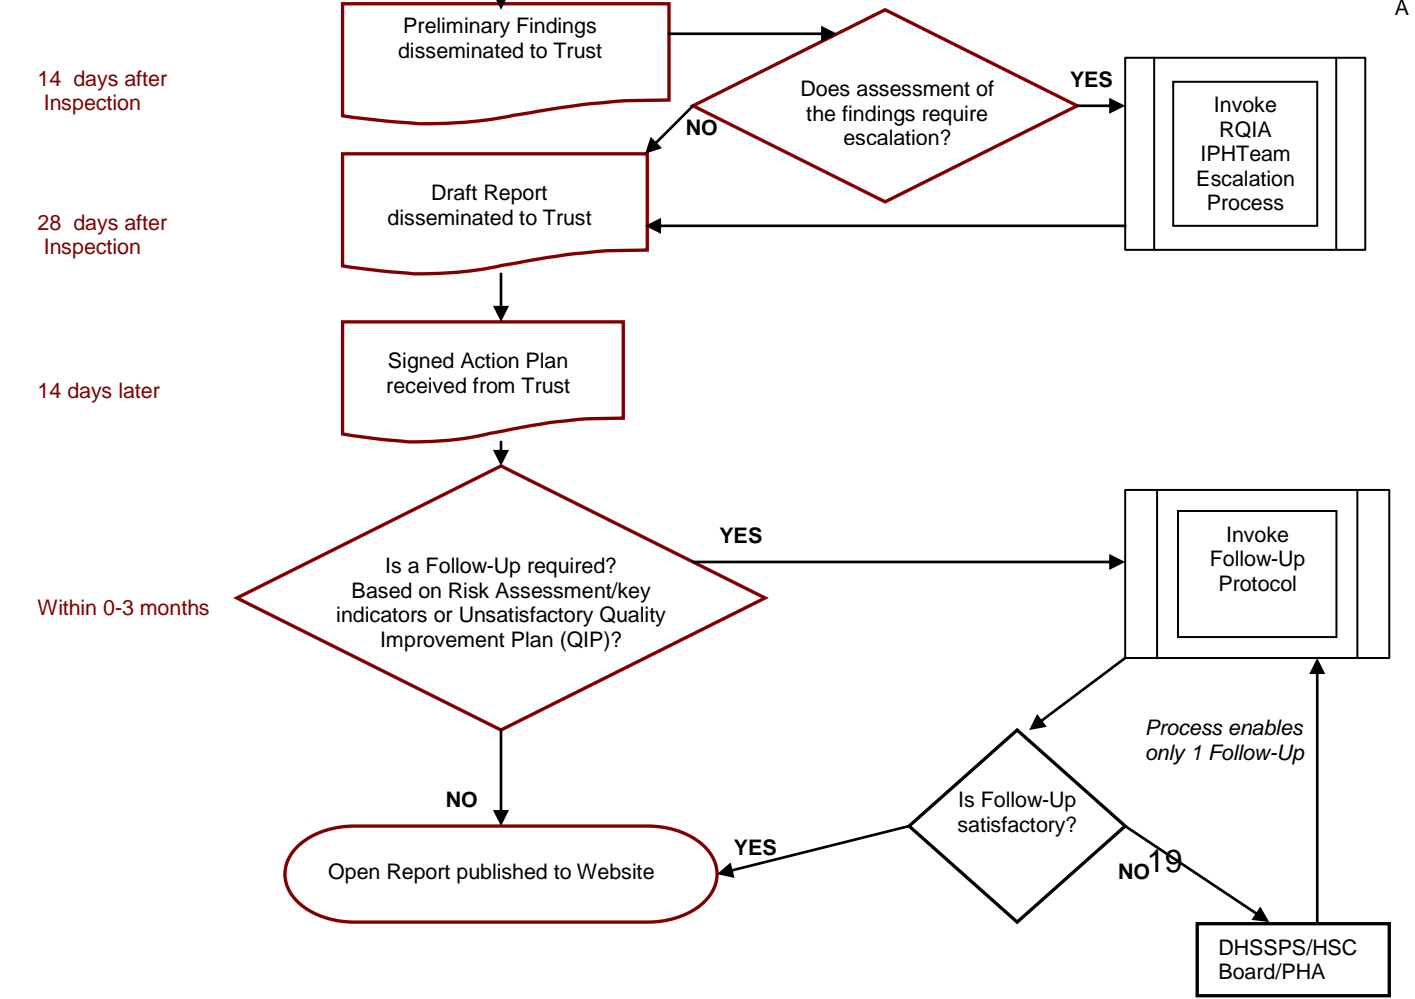 A
Preliminary Findings
disseminated to Trust
14  days after
Inspection
Does assessment of
the findings require
escalation?
YES
NO
Invoke
RQIA
IPHTeam
Escalation
Process
Draft Report
disseminated to Trust
28  days after
Inspection
Signed Action Plan
received from Trust
14 days later
Is a Follow-Up required?
Based on Risk Assessment/key
indicators or Unsatisfactory Quality
Improvement Plan (QIP)?
Within 0-3 months
YES
Invoke
Follow-Up
Protocol
Process enables
only 1 Follow-Up
NO
Is Follow-Up
satisfactory?
YES
NO
19
Open Report published to Website
DHSSPS/HSC
Board/PHA